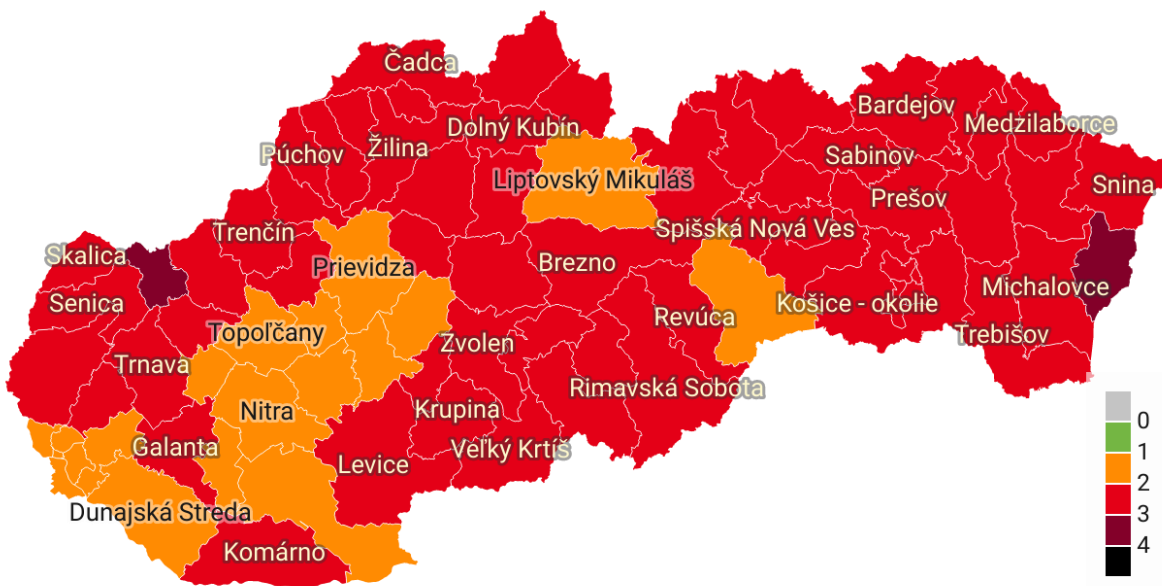 Čadca
Bardejov
Dolný Kubín
Medzilaborce
Púchov
Žilina
Sabinov
Liptovský Mikuláš
Snina
Prešov
Trenčín
Spišská Nová Ves
Skalica
Prievidza
Brezno
Michalovce
Senica
Košice - okolie
Revúca
Topoľčany
Zvolen
Trebišov
Trnava
Rimavská Sobota
Nitra
Krupina
Galanta
Veľký Krtíš
Levice
Dunajská Streda
Komárno
0
1
2
3
4